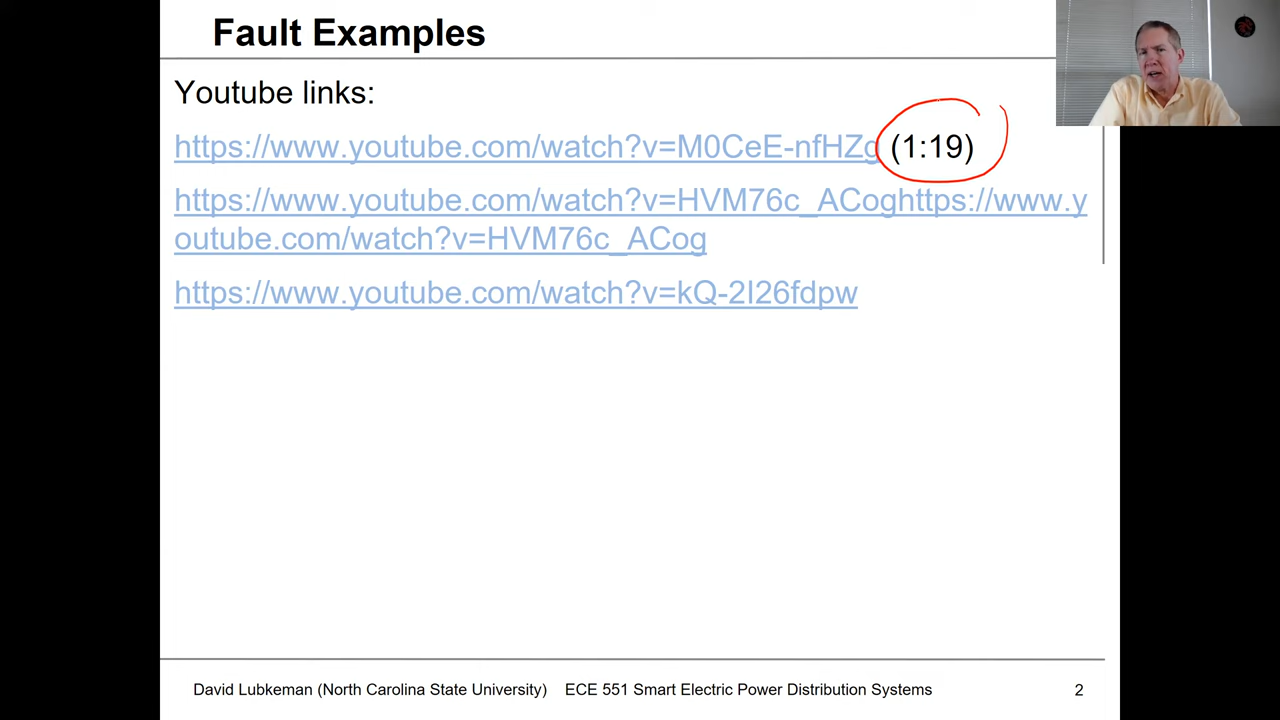 Fault Examples
Youtube links:
https://www.youtube.com/watch?v=M0CeE-nfHZg (1:19)
https://www.youtube.com/watch?v=HVM76c_ACoghttps://www.y
outube.com/watch?v=HVM76c_ACog
https://www.youtube.com/watch?v=kQ-2I26fdpw
David Lubkeman (North Carolina State University) ECE 551 Smart Electric Power Distribution Systems 2